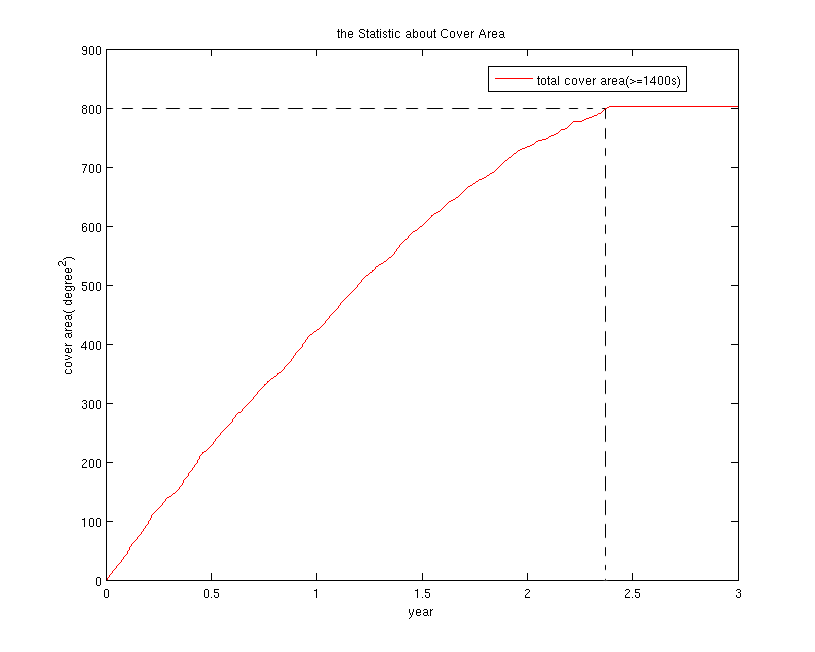 the Statistic about Cover Area
total cover area(>=1400s)
900
800
700
600
500
400
300
200
100
0
cover area( degree²)
0 0.5 1 1.5 2 2.5 3
year